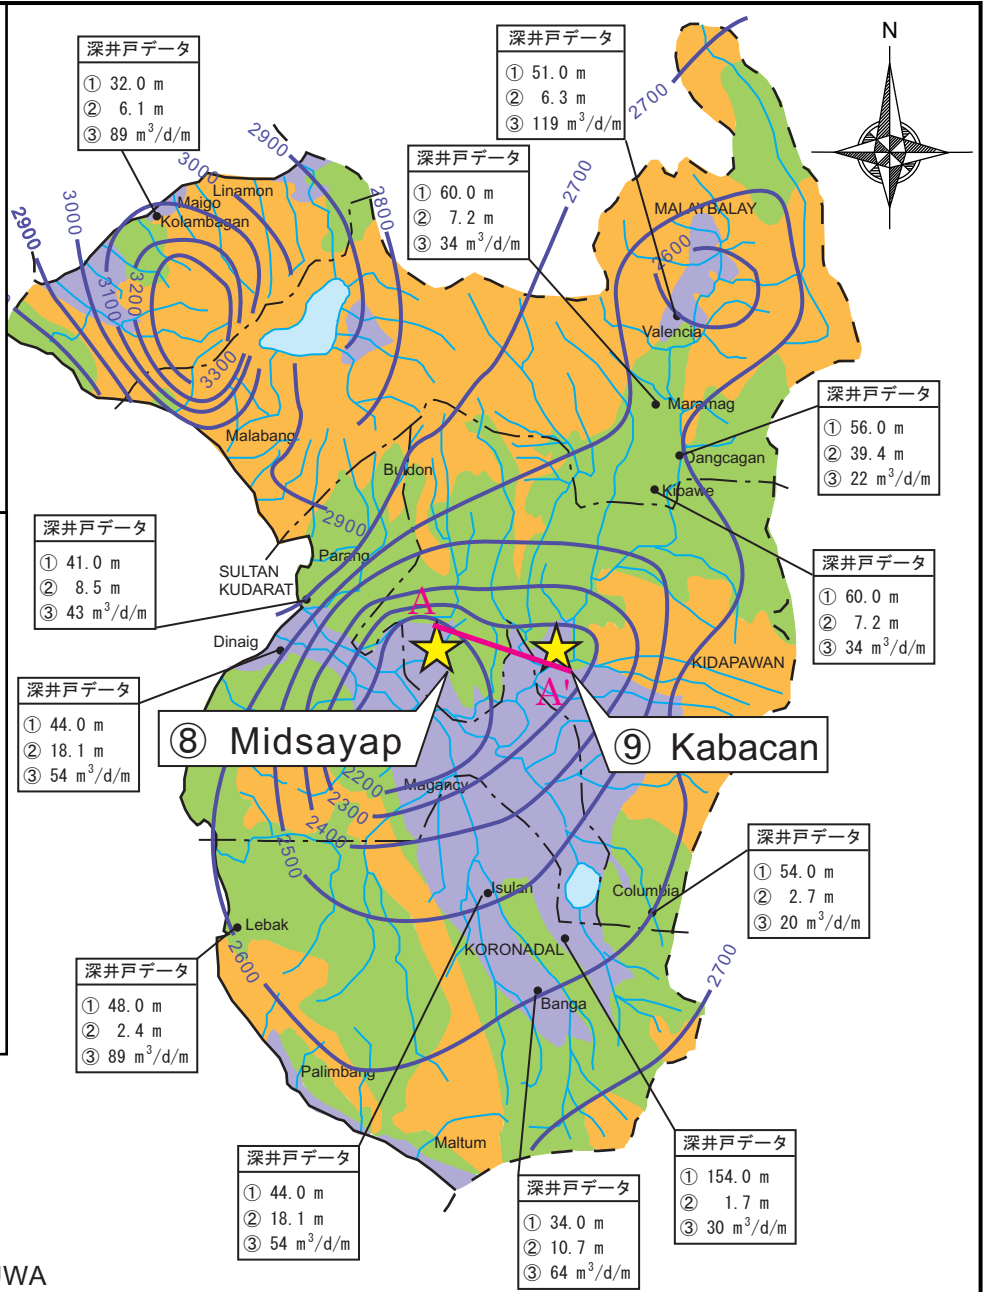 深井戸データ
① 32.0 m
② 6.1 m
③ 89 m³/d/m
深井戸データ
① 51.0 m
② 6.3 m
③ 119 m³/d/m
深井戸データ
① 60.0 m
② 7.2 m
③ 34 m³/d/m
N
2700
2900
3000
2700
Linamon
Maigo
Kolambagan
2800
MALAYBALAY
2900
3000
2600
3100
3200
3300
Valencia
Maramag
深井戸データ
① 56.0 m
② 39.4 m
③ 22 m³/d/m
Malabang
Buldon
Dangcagan
Kibawe
2900
深井戸データ
① 41.0 m
② 8.5 m
③ 43 m³/d/m
Parang
SULTAN
KUDARAT
深井戸データ
① 60.0 m
② 7.2 m
③ 34 m³/d/m
A
Dinaig
KIDAPAWAN
A'
深井戸データ
① 44.0 m
② 18.1 m
③ 54 m³/d/m
⑧ Midsayap
⑨ Kabacan
2200
Magancy
2300
2400
2500
深井戸データ
① 54.0 m
② 2.7 m
③ 20 m³/d/m
Isulan
Columbia
Lebak
KORONADAL
2600
2700
深井戸データ
① 48.0 m
② 2.4 m
③ 89 m³/d/m
Banga
Palimbang
Maltum
深井戸データ
① 44.0 m
② 18.1 m
③ 54 m³/d/m
深井戸データ
① 34.0 m
② 10.7 m
③ 64 m³/d/m
深井戸データ
① 154.0 m
② 1.7 m
③ 30 m³/d/m